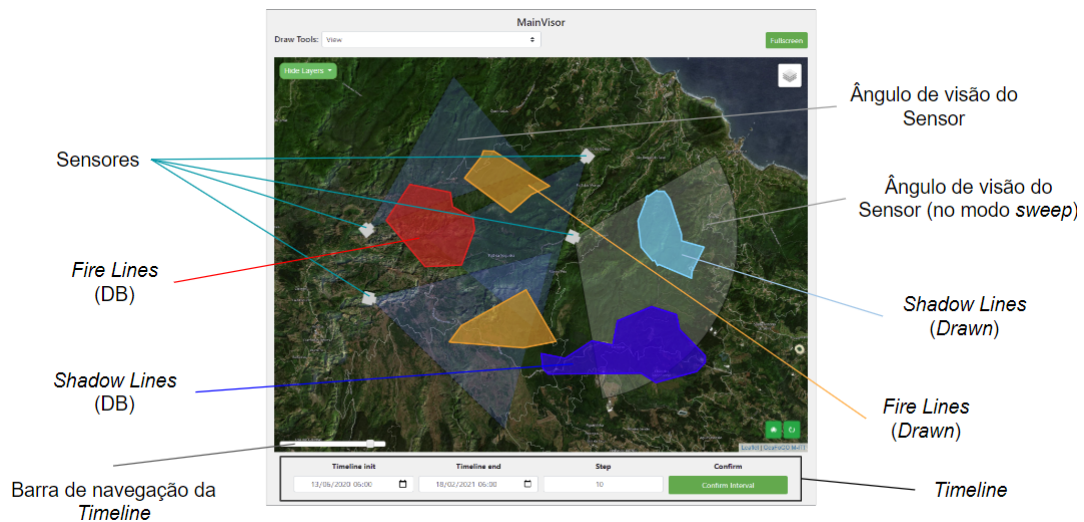 MainVisor
Draw Tools:
View
Fullscreen
Hide Layers
Ângulo de visão do
Sensor
Sensores
Ângulo de visão do
Sensor (no modo sweep)
Fire Lines
(DB)
Shadow Lines
(Drawn)
Shadow Lines
(DB)
Fire Lines
(Drawn)
Timeline init
Timeline end
Step
Confirm
13/06/2020 06:00
18/02/2021 06:00
10
Confirm Interval
Barra de navegação da
Timeline
Timeline